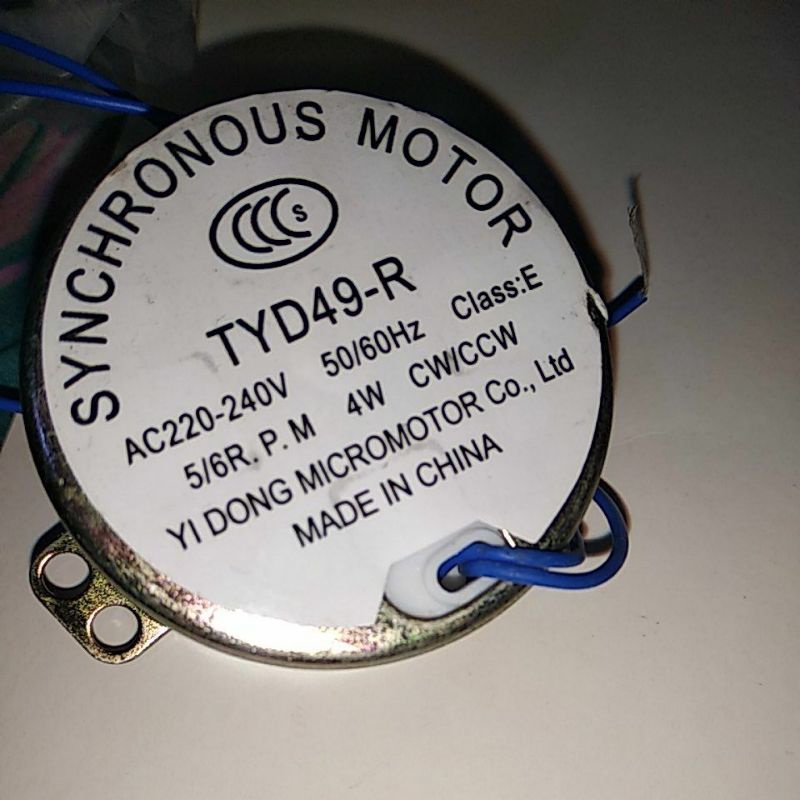 SYNCHRONOUS MOTOR
CCC S
TYD49-R
AC220-240V 50/60Hz Class:E
5/6R.P.M 4W CW/CCW
YI DONG MICROMOTOR Co., Ltd
MADE IN CHINA